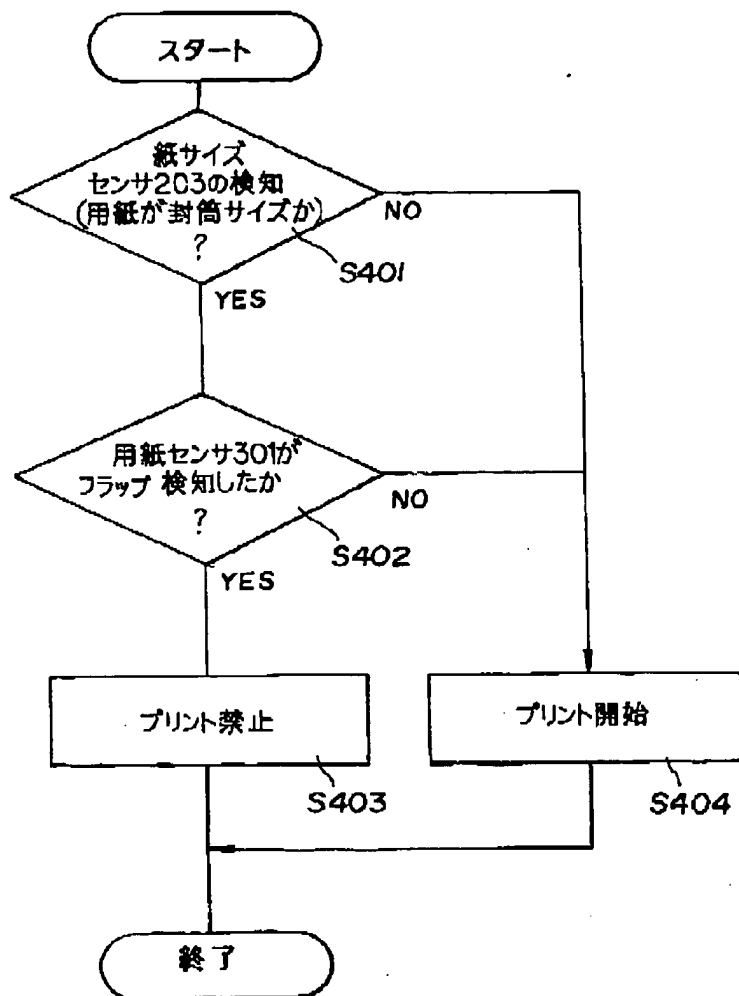 スタート
紙サイズ
センサ203の検知
(用紙が封筒サイズか)
?
NO
S401
YES
用紙センサ301が
フラップ 検知したか
?
NO
S402
YES
プリント禁止
プリント開始
S403
S404
終了